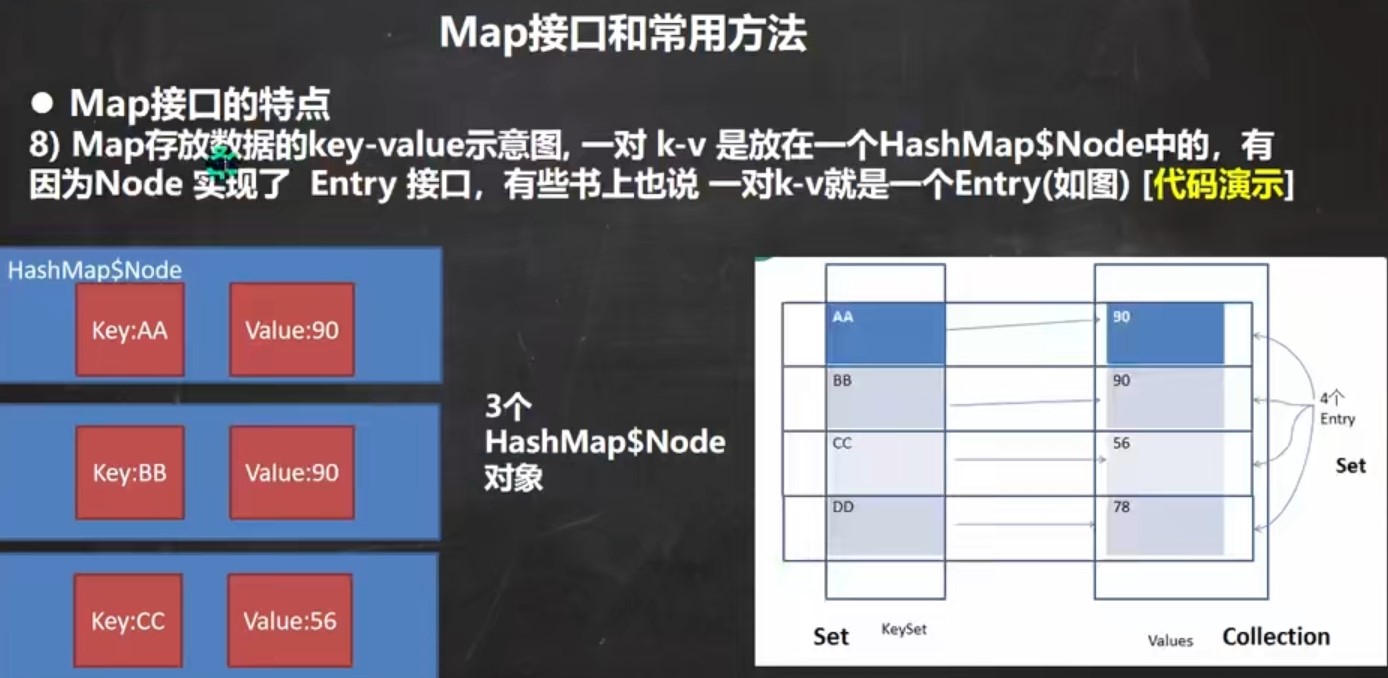 Map接口和常用方法
● Map接口的特点
8) Map存放数据的key-value示意图, 一对 k-v 是放在一个HashMap$Node中的，有
因为Node 实现了 Entry 接口，有些书上也说 一对k-v就是一个Entry(如图) [代码演示]
HashMap$Node
Key:AA
Value:90
Key:BB
Value:90
Key:CC
Value:56
3个
HashMap$Node
对象
AA
90
BB
90
CC
56
DD
78
4个
Entry
Set
Set
KeySet
Values
Collection